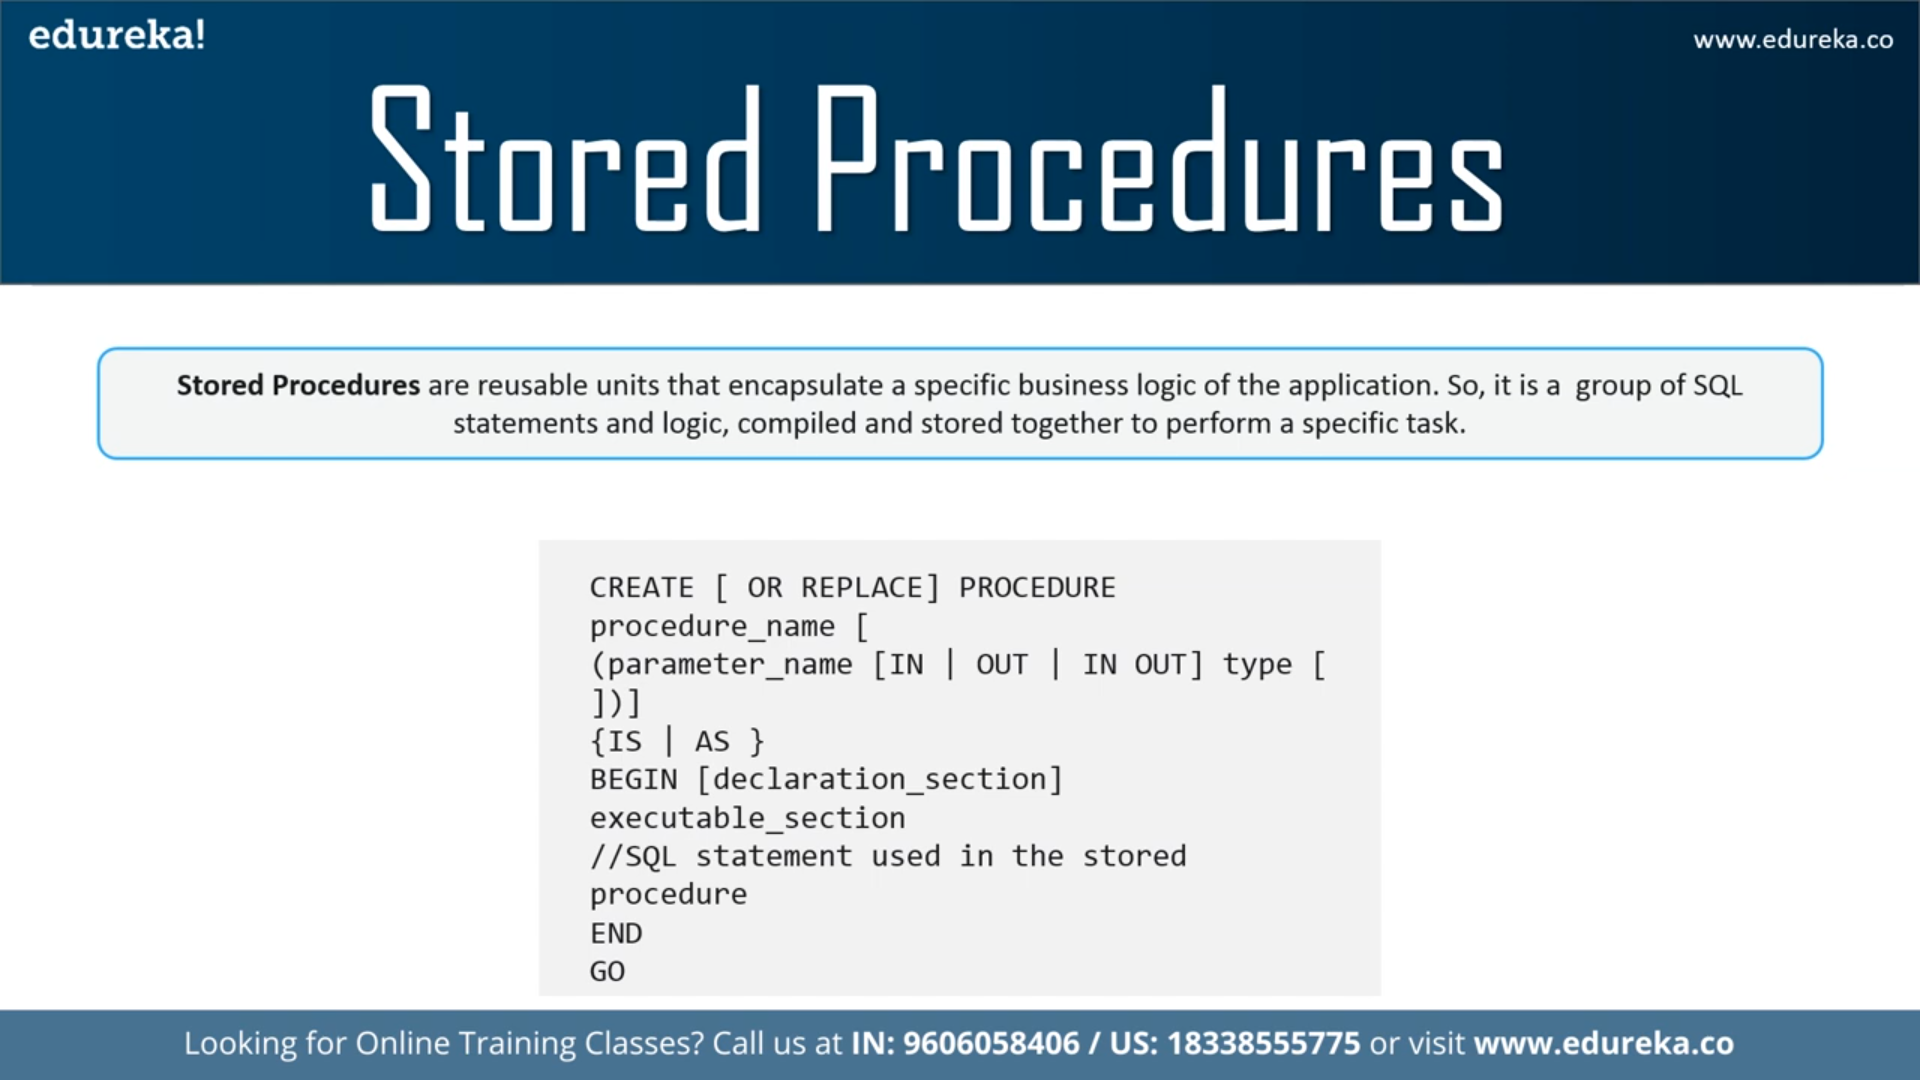 edureka!
www.edureka.co
Stored Procedures
Stored Procedures are reusable units that encapsulate a specific business logic of the application. So, it is a  group of SQL
statements and logic, compiled and stored together to perform a specific task.
CREATE [ OR REPLACE] PROCEDURE
procedure_name [
(parameter_name [IN | OUT | IN OUT] type [
])]
{IS | AS }
BEGIN [declaration_section]
executable_section
//SQL statement used in the stored
procedure
END
GO
Looking for Online Training Classes? Call us at IN: 9606058406 / US: 18338555775 or visit www.edureka.co